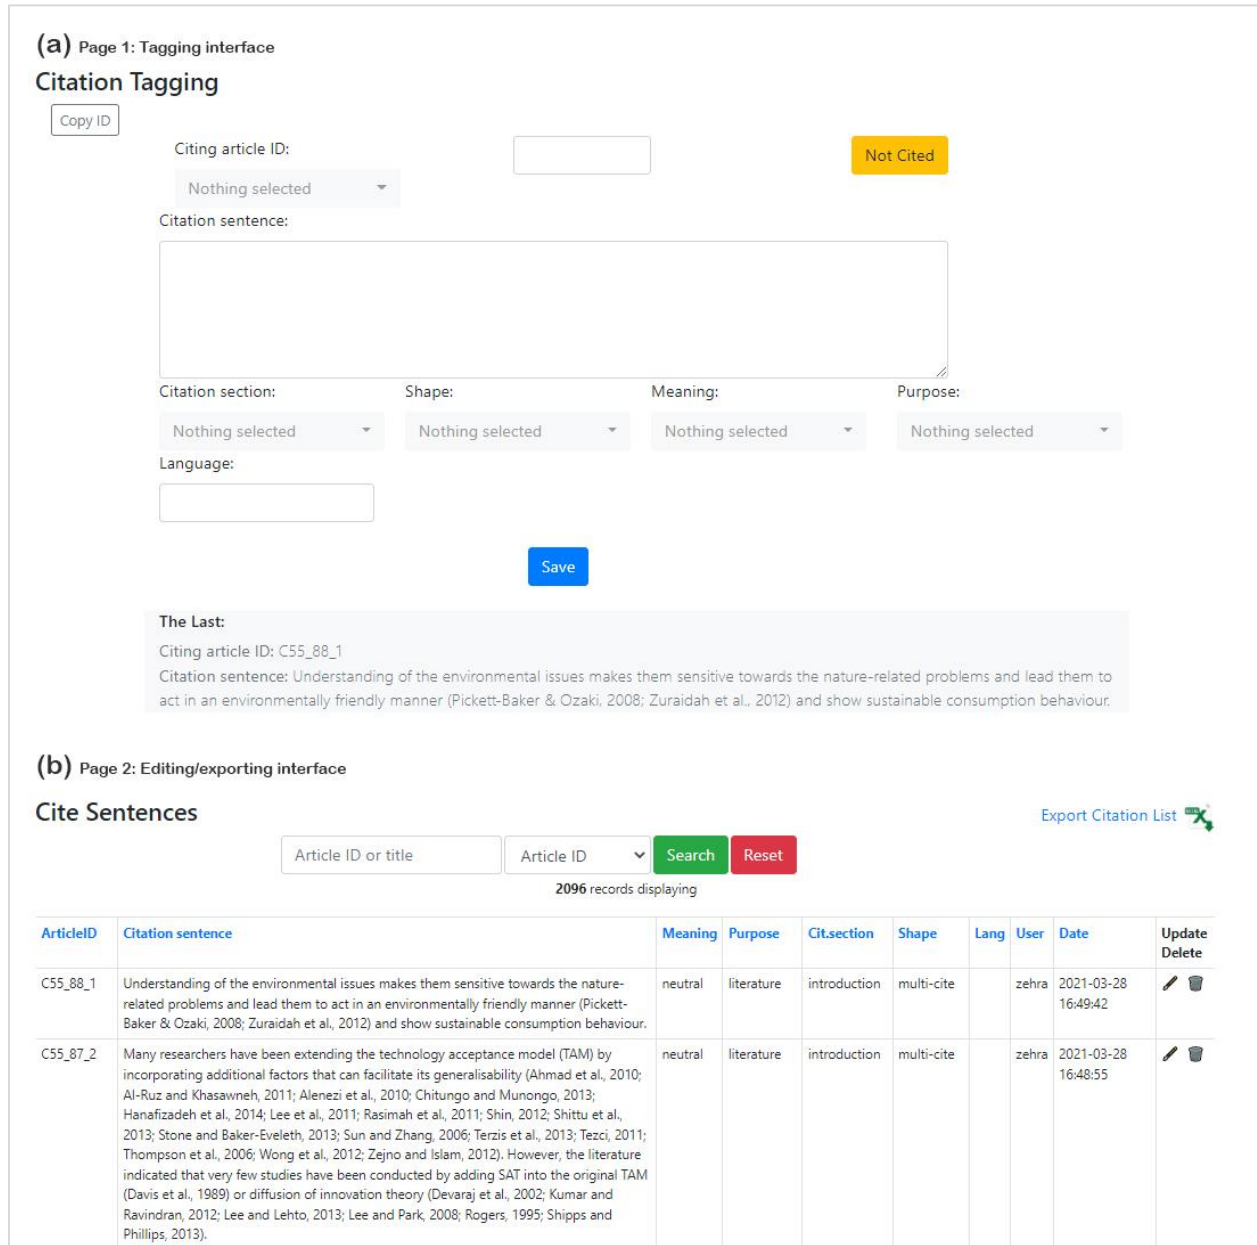 (a) Page 1: Tagging interface
Citation Tagging
Copy ID
Citing article ID:
Not Cited
Nothing selected
Citation sentence:
Citation section: Shape: Meaning: Purpose:
Nothing selected Nothing selected Nothing selected Nothing selected
Language:
Save
The Last:
Citing article ID: C55_88_1
Citation sentence: Understanding of the environmental issues makes them sensitive towards the nature-related problems and lead them to
act in an environmentally friendly manner (Pickett-Baker & Ozaki, 2008; Zuraidah et al., 2012) and show sustainable consumption behaviour.
(b) Page 2: Editing/exporting interface
Cite Sentences
Export Citation List
Article ID or title Article ID Search Reset
2096 records displaying
ArticleID Citation sentence Meaning Purpose Cit.section Shape Lang User Date Update
Delete
C55_88_1 Understanding of the environmental issues makes them sensitive towards the nature- neutral literature introduction multi-cite zehra 2021-03-28
related problems and lead them to act in an environmentally friendly manner (Pickett- 16:49:42
Baker & Ozaki, 2008; Zuraidah et al., 2012) and show sustainable consumption behaviour.
C55_87_2 Many researchers have been extending the technology acceptance model (TAM) by neutral literature introduction multi-cite zehra 2021-03-28
incorporating additional factors that can facilitate its generalisability (Ahmad et al., 2010; 16:48:55
Al-Ruz and Khasawneh, 2011; Alenezi et al., 2010; Chitungo and Munongo, 2013;
Hanafizadeh et al., 2014; Lee et al., 2011; Rasimah et al., 2011; Shin, 2012; Shittu et al.,
2013; Stone and Baker-Eveleth, 2013; Sun and Zhang, 2006; Terzis et al., 2013; Tezci, 2011;
Thompson et al., 2006; Wong et al., 2012; Zejno and Islam, 2012). However, the literature
indicated that very few studies have been conducted by adding SAT into the original TAM
(Davis et al., 1989) or diffusion of innovation theory (Devaraj et al., 2002; Kumar and
Ravindran, 2012; Lee and Lehto, 2013; Lee and Park, 2008; Rogers, 1995; Shipps and
Phillips, 2013).